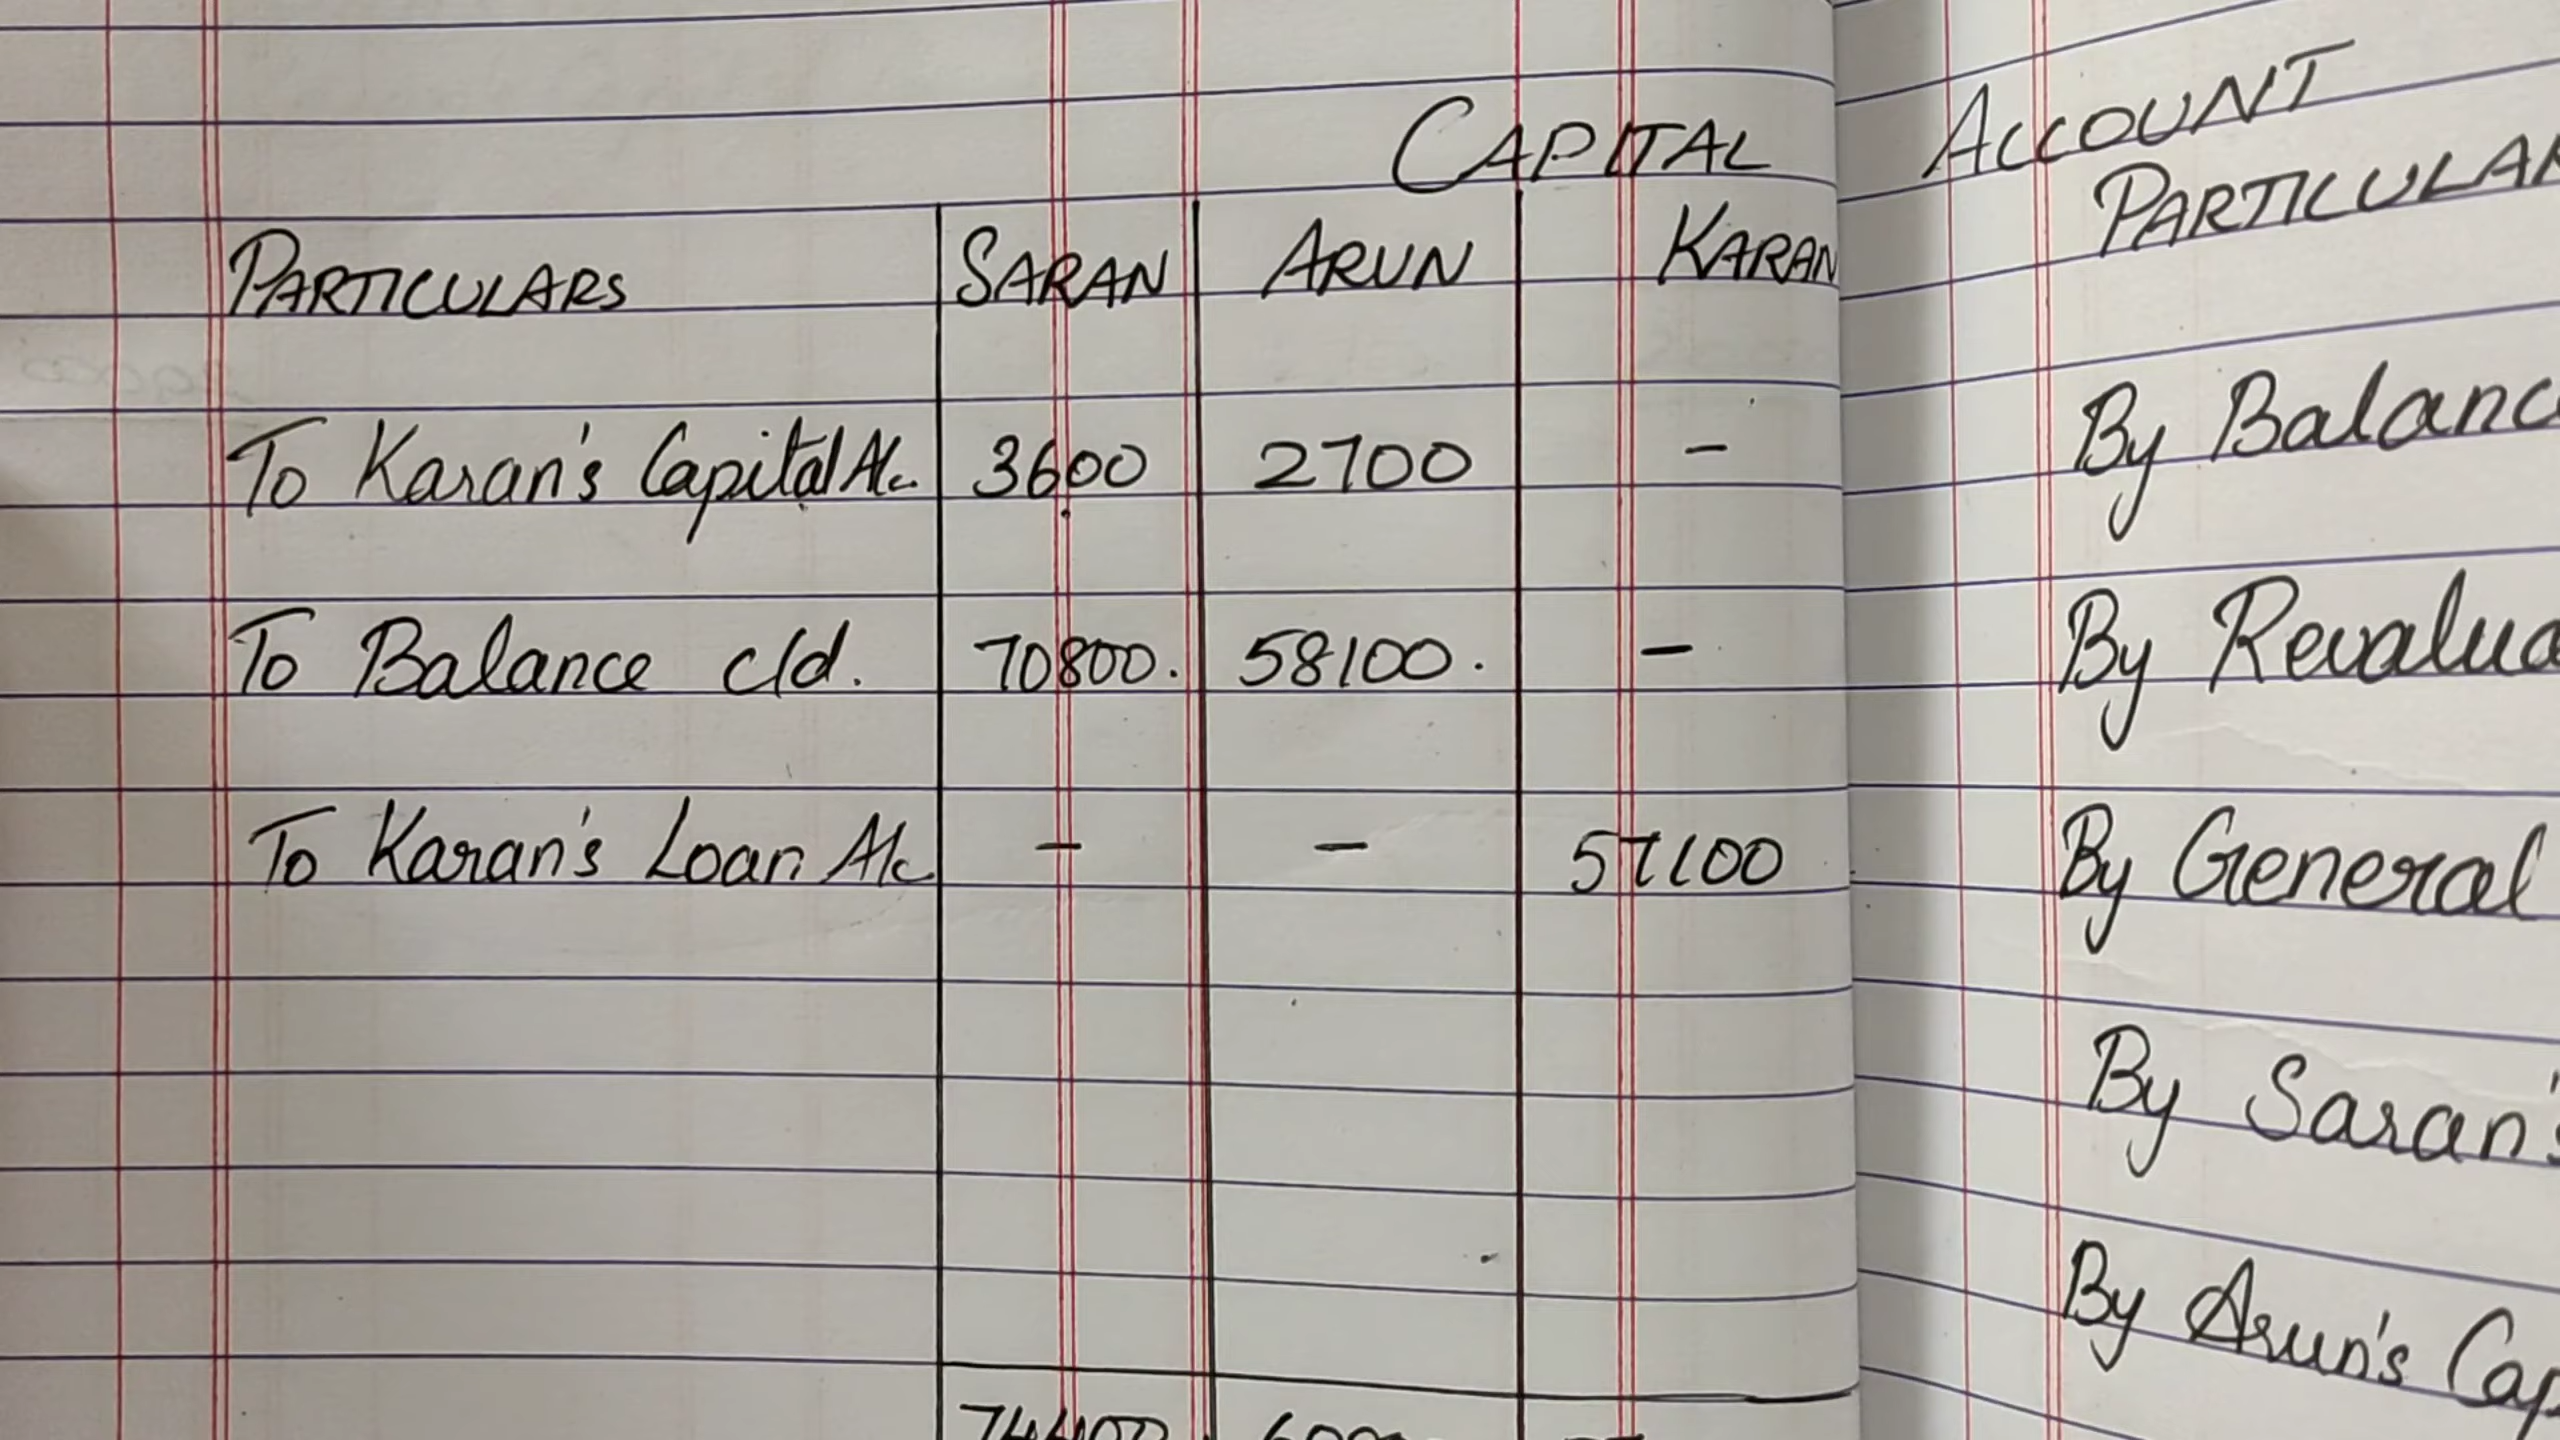 CAPITAL ACCOUNT
PARTICULARS SARAN ARUN KARAN PARTICULAR
To Karan's Capital A/c 3600 2700 - By Balanc
To Balance c/d. 70800. 58100. - By Revalua
To Karan's Loan A/c - - 57100 By General
By Saran's
By Arun's Cap
74400